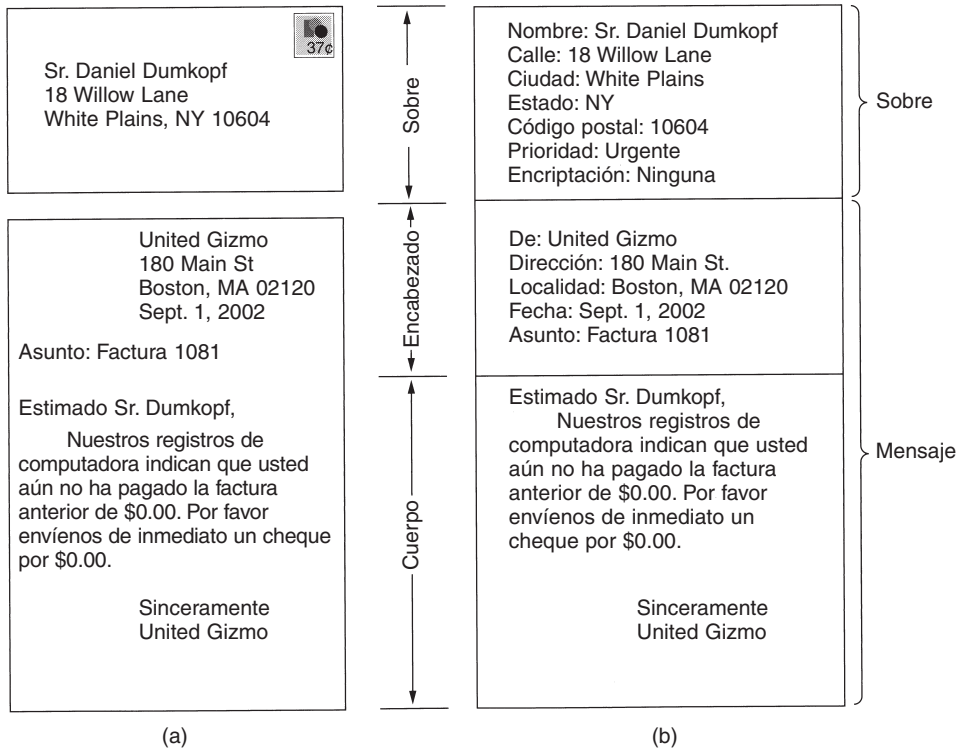 37¢
Sr. Daniel Dumkopf
18 Willow Lane
White Plains, NY 10604
United Gizmo
180 Main St
Boston, MA 02120
Sept. 1, 2002
Asunto: Factura 1081
Estimado Sr. Dumkopf,
Nuestros registros de
computadora indican que usted
aún no ha pagado la factura
anterior de $0.00. Por favor
envíenos de inmediato un cheque
por $0.00.
Sinceramente
United Gizmo
(a)
Sobre
Encabezado
Cuerpo
Nombre: Sr. Daniel Dumkopf
Calle: 18 Willow Lane
Ciudad: White Plains
Estado: NY
Código postal: 10604
Prioridad: Urgente
Encriptación: Ninguna
De: United Gizmo
Dirección: 180 Main St.
Localidad: Boston, MA 02120
Fecha: Sept. 1, 2002
Asunto: Factura 1081
Estimado Sr. Dumkopf,
Nuestros registros de
computadora indican que usted
aún no ha pagado la factura
anterior de $0.00. Por favor
envíenos de inmediato un
cheque por $0.00.
Sinceramente
United Gizmo
(b)
Sobre
Mensaje